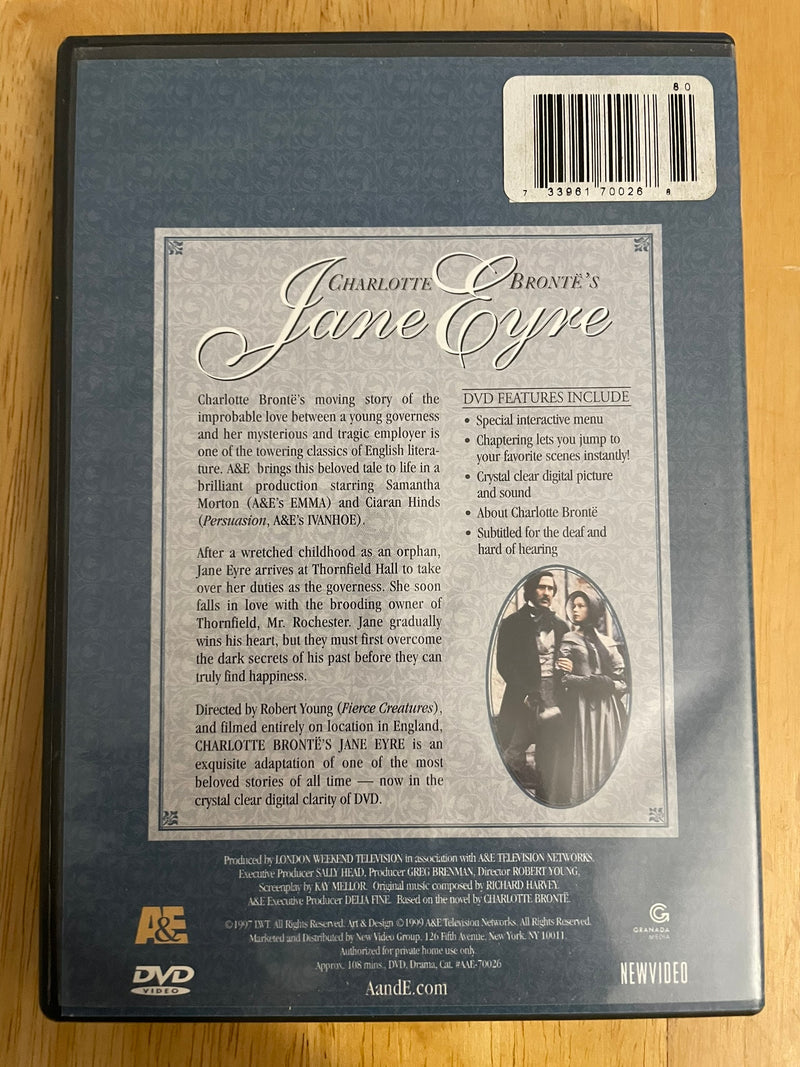 80
7 33961 70026 8
CHARLOTTE BRONTË'S
Jane Eyre
Charlotte Brontë's moving story of the
improbable love between a young governess
and her mysterious and tragic employer is
one of the towering classics of English litera-
ture. A&E brings this beloved tale to life in a
brilliant production starring Samantha
Morton (A&E's EMMA) and Ciaran Hinds
(Persuasion, A&E's IVANHOE).
After a wretched childhood as an orphan,
Jane Eyre arrives at Thornfield Hall to take
over her duties as the governess. She soon
falls in love with the brooding owner of
Thornfield, Mr. Rochester. Jane gradually
wins his heart, but they must first overcome
the dark secrets of his past before they can
truly find happiness.
Directed by Robert Young (Fierce Creatures),
and filmed entirely on location in England,
CHARLOTTE BRONTË'S JANE EYRE is an
exquisite adaptation of one of the most
beloved stories of all time — now in the
crystal clear digital clarity of DVD.
DVD FEATURES INCLUDE
• Special interactive menu
• Chaptering lets you jump to
your favorite scenes instantly!
• Crystal clear digital picture
and sound
• About Charlotte Brontë
• Subtitled for the deaf and
hard of hearing
Produced by LONDON WEEKEND TELEVISION in association with A&E TELEVISION NETWORKS.
Executive Producer SALLY HEAD, Producer GREG BRENMAN, Director ROBERT YOUNG,
Screenplay by KAY MELLOR. Original music composed by RICHARD HARVEY.
A&E Executive Producer DELIA FINE. Based on the novel by CHARLOTTE BRONTË.
©1997 LWT. All Rights Reserved. Art & Design ©1999 A&E Television Networks. All Rights Reserved.
Marketed and Distributed by New Video Group, 126 Fifth Avenue, New York, NY 10011.
Authorized for private home use only.
Approx. 108 mins., DVD, Drama, Cat. #AAE-70026
AandE.com
A&E
DVD
VIDEO
G
GRANADA
MEDIA
NEWVIDEO